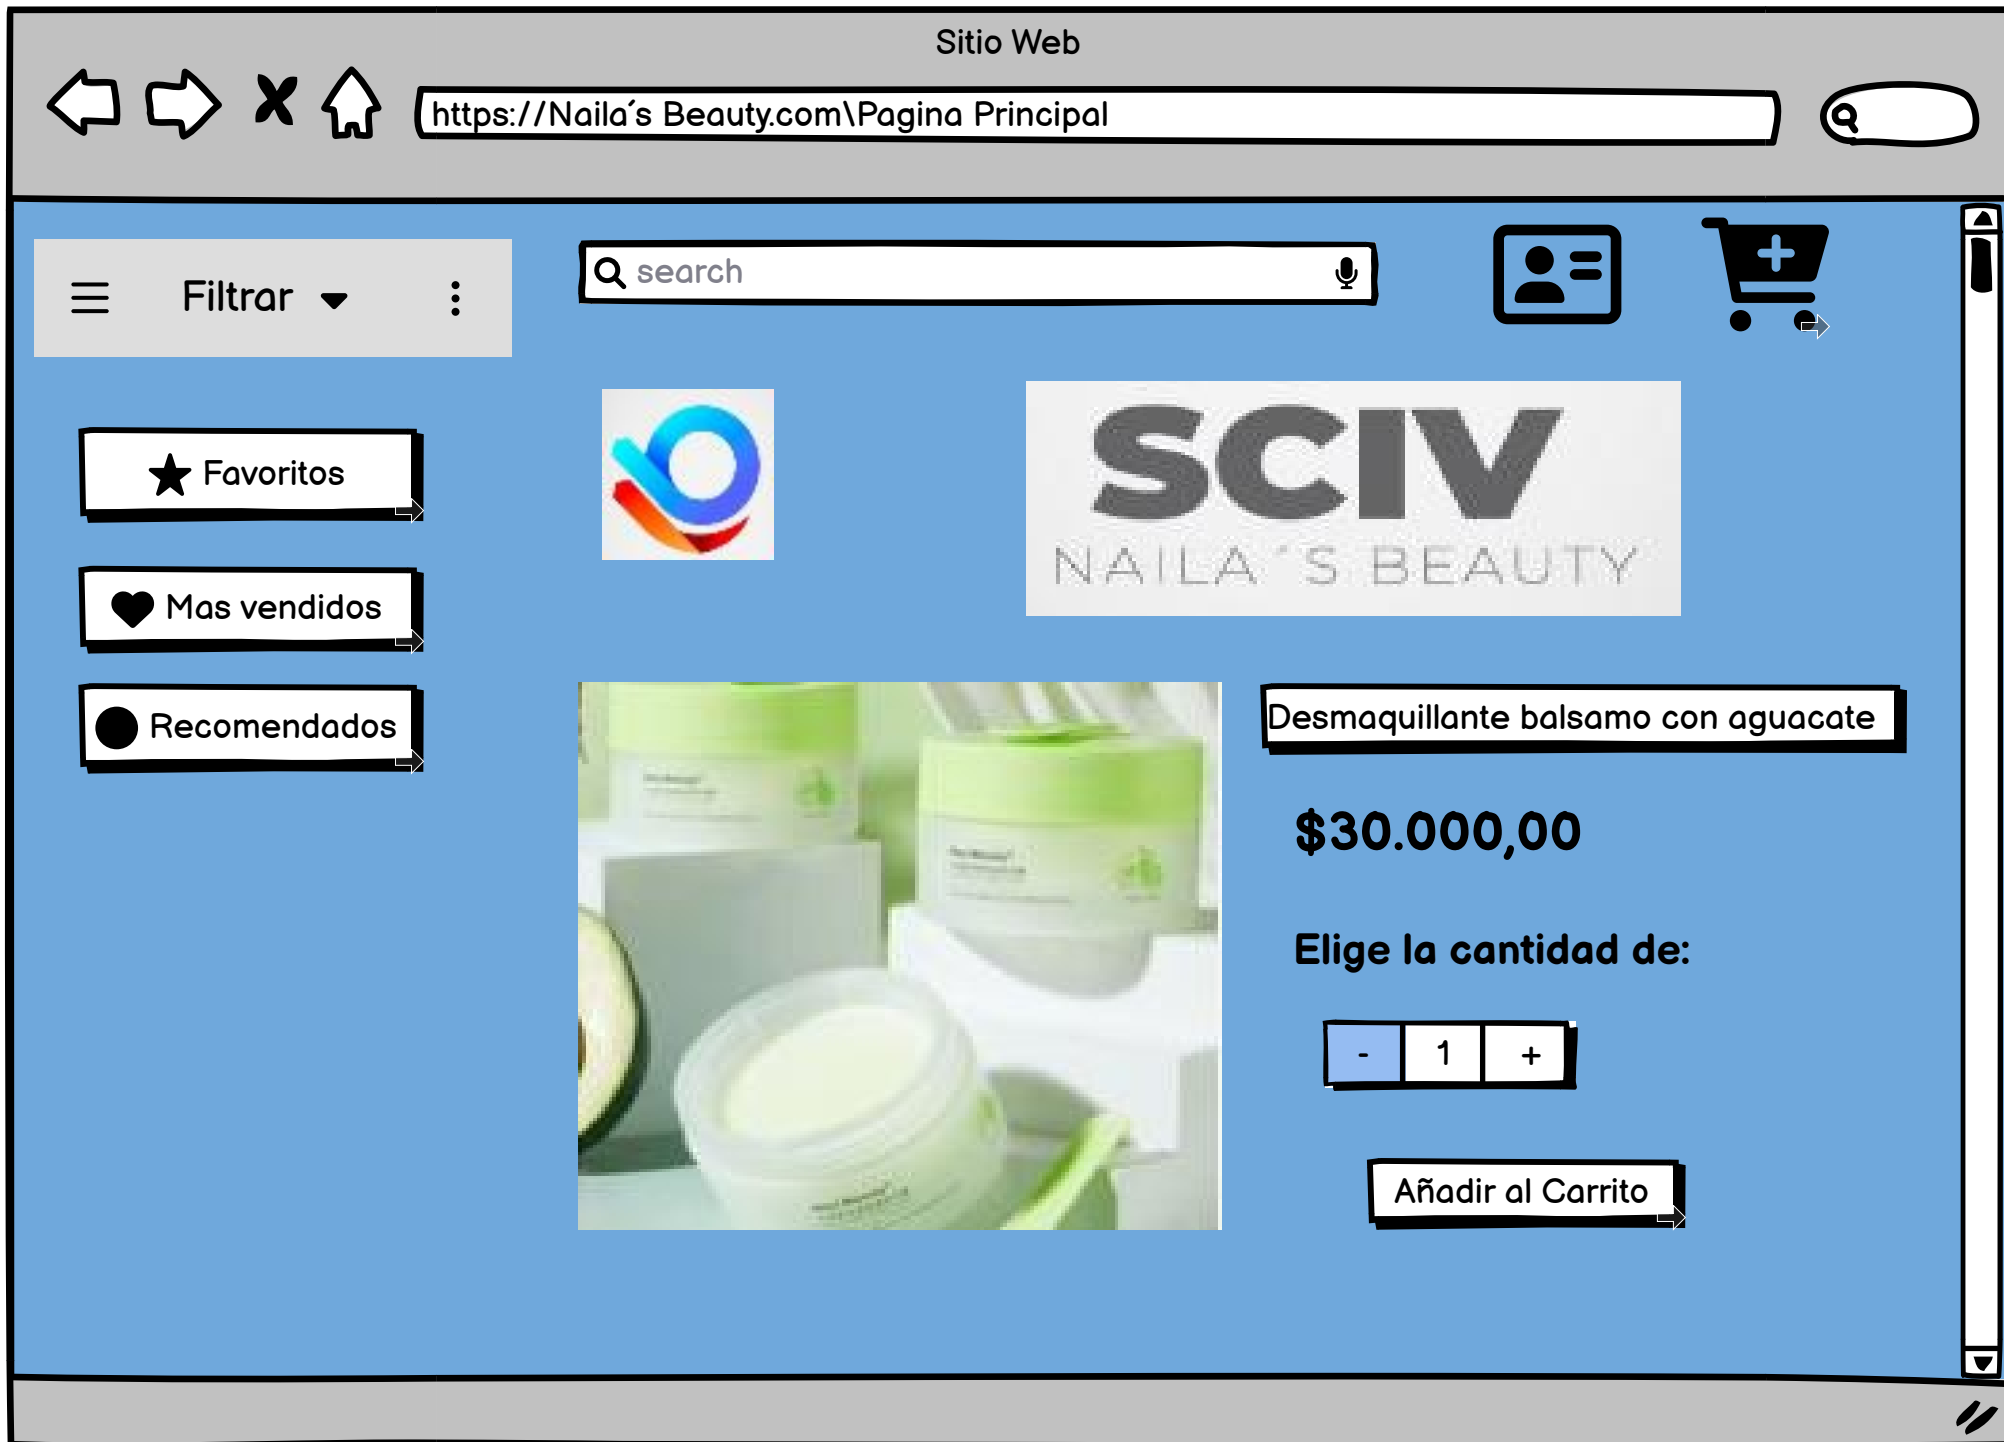 Sitio Web
https://Naila´s Beauty.com\Pagina Principal
Filtrar
search
Favoritos
Mas vendidos
Recomendados
SCIV
NAILA´S BEAUTY
Desmaquillante balsamo con aguacate
$30.000,00
Elige la cantidad de:
- 1 +
Añadir al Carrito